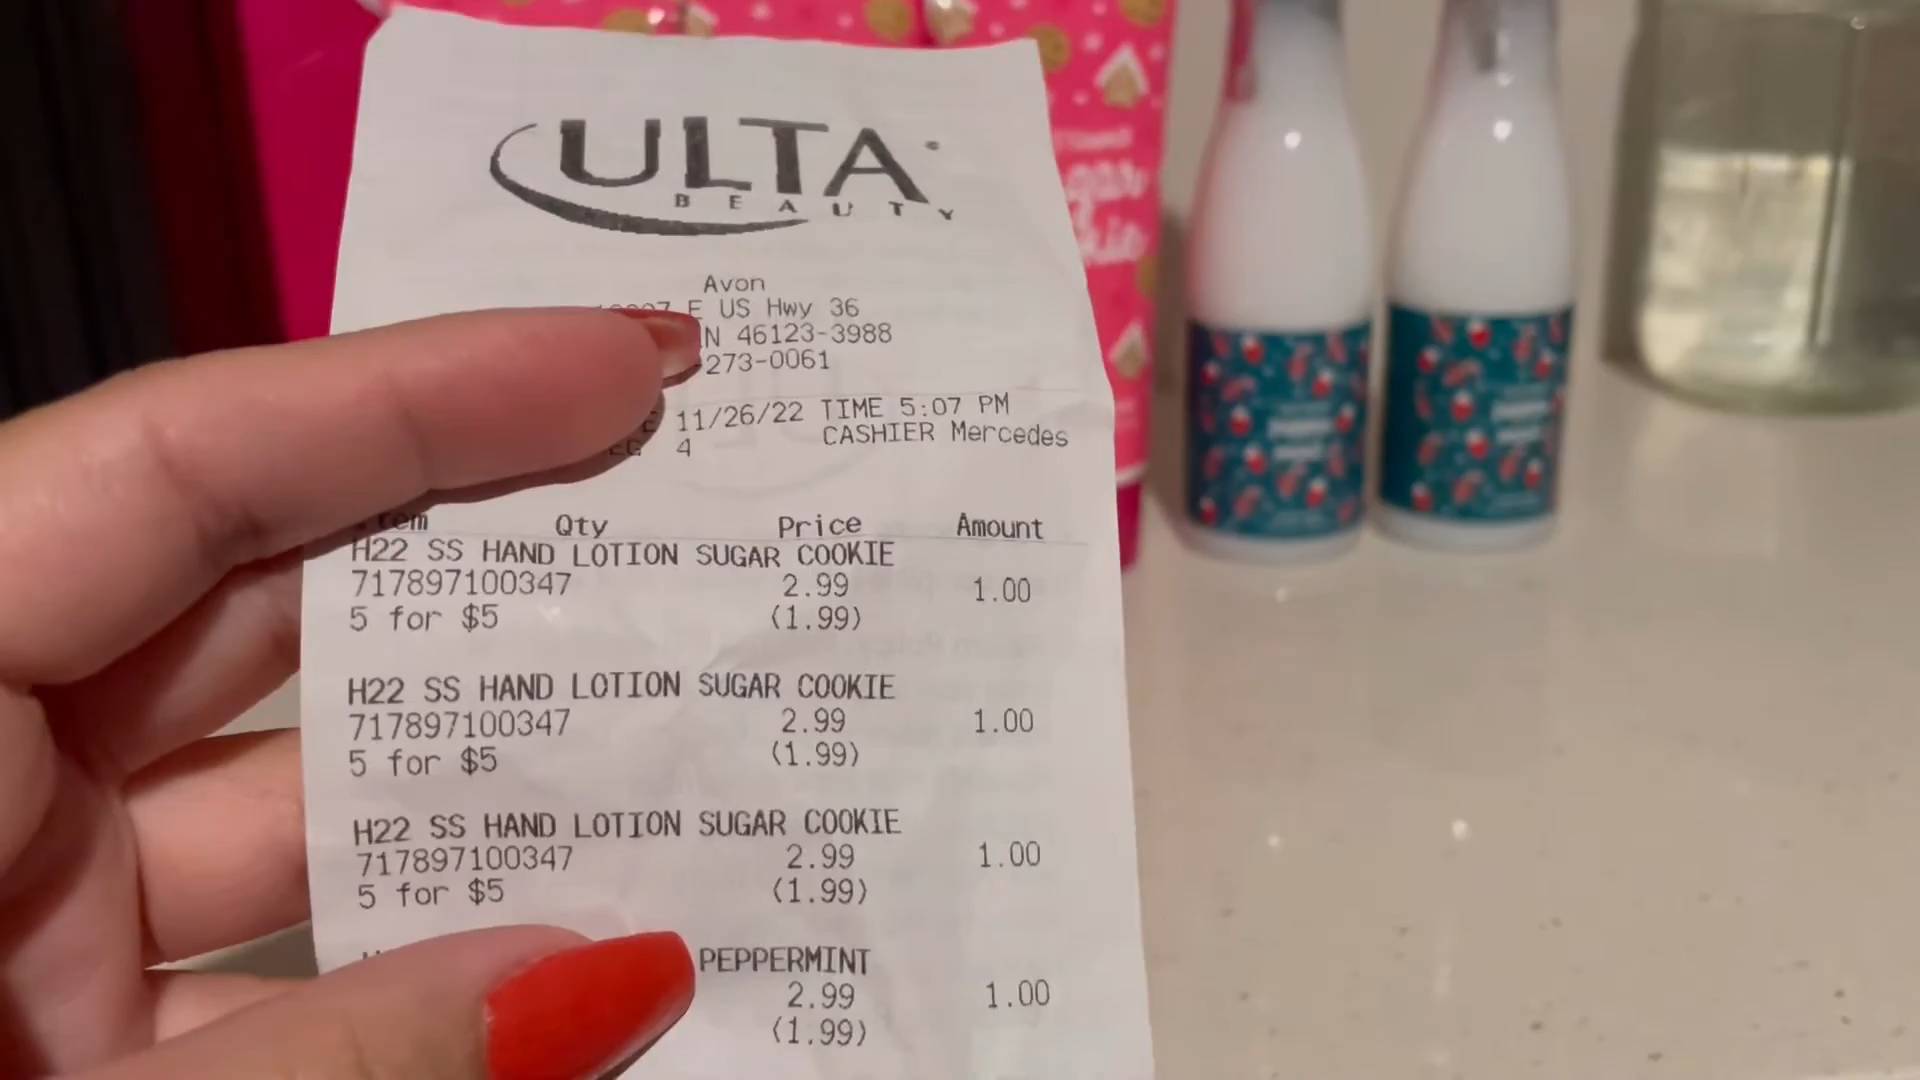 ULTA
BEAUTY
Avon
E US Hwy 36
IN 46123-3988
-273-0061
11/26/22 TIME 5:07 PM
4 CASHIER Mercedes
Item Qty Price Amount
H22 SS HAND LOTION SUGAR COOKIE
717897100347 2.99 1.00
5 for $5 (1.99)
H22 SS HAND LOTION SUGAR COOKIE
717897100347 2.99 1.00
5 for $5 (1.99)
H22 SS HAND LOTION SUGAR COOKIE
717897100347 2.99 1.00
5 for $5 (1.99)
PEPPERMINT
2.99 1.00
(1.99)